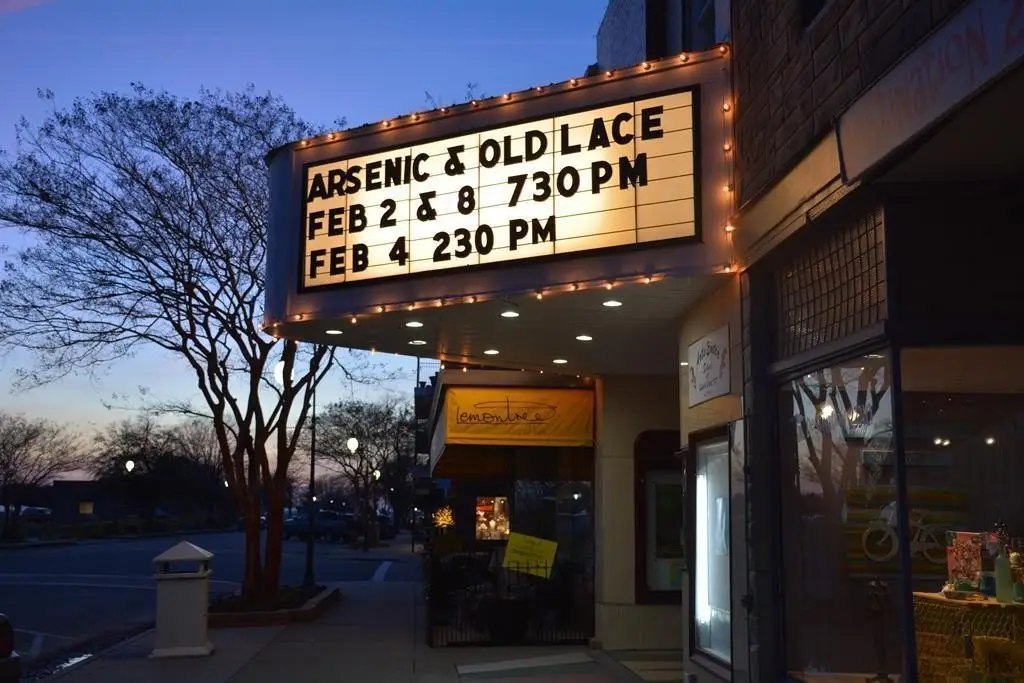 ARSENIC & OLD LACE
FEB 2 & 8 730 PM
FEB 4 230 PM
lemontree